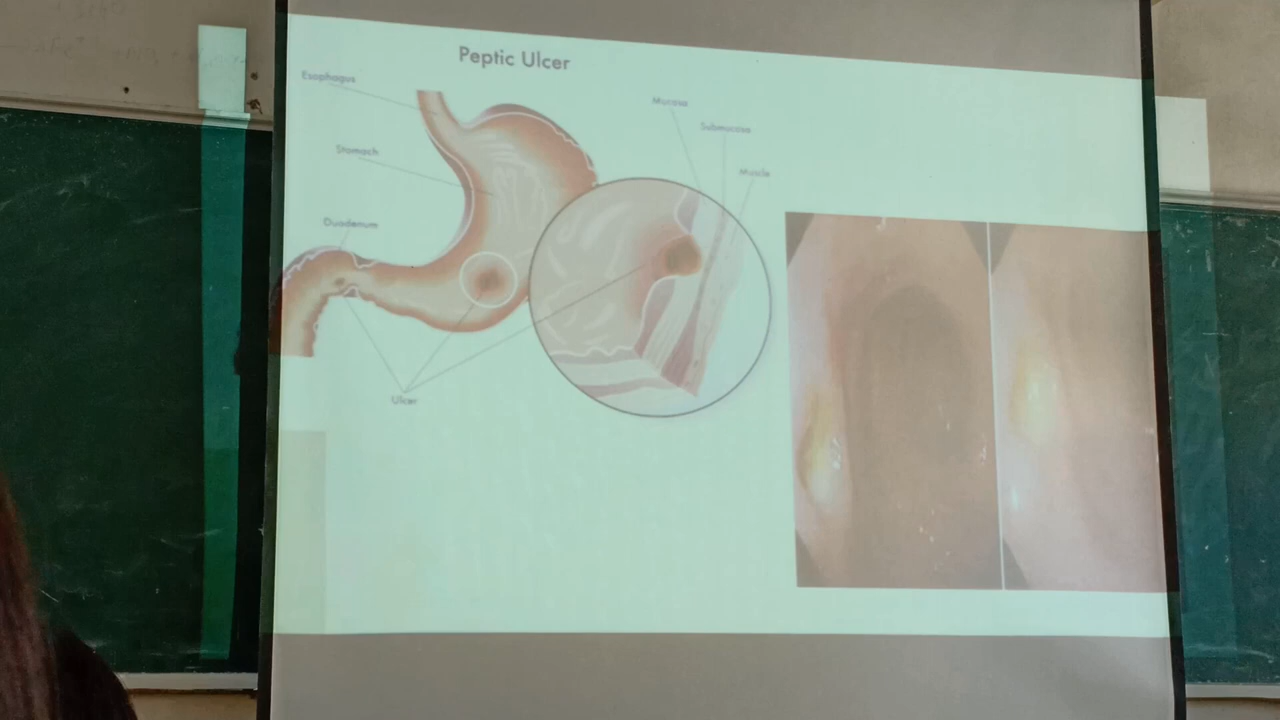 Peptic Ulcer
Esophagus
Stomach
Duodenum
Ulcer
Mucosa
Submucosa
Muscle